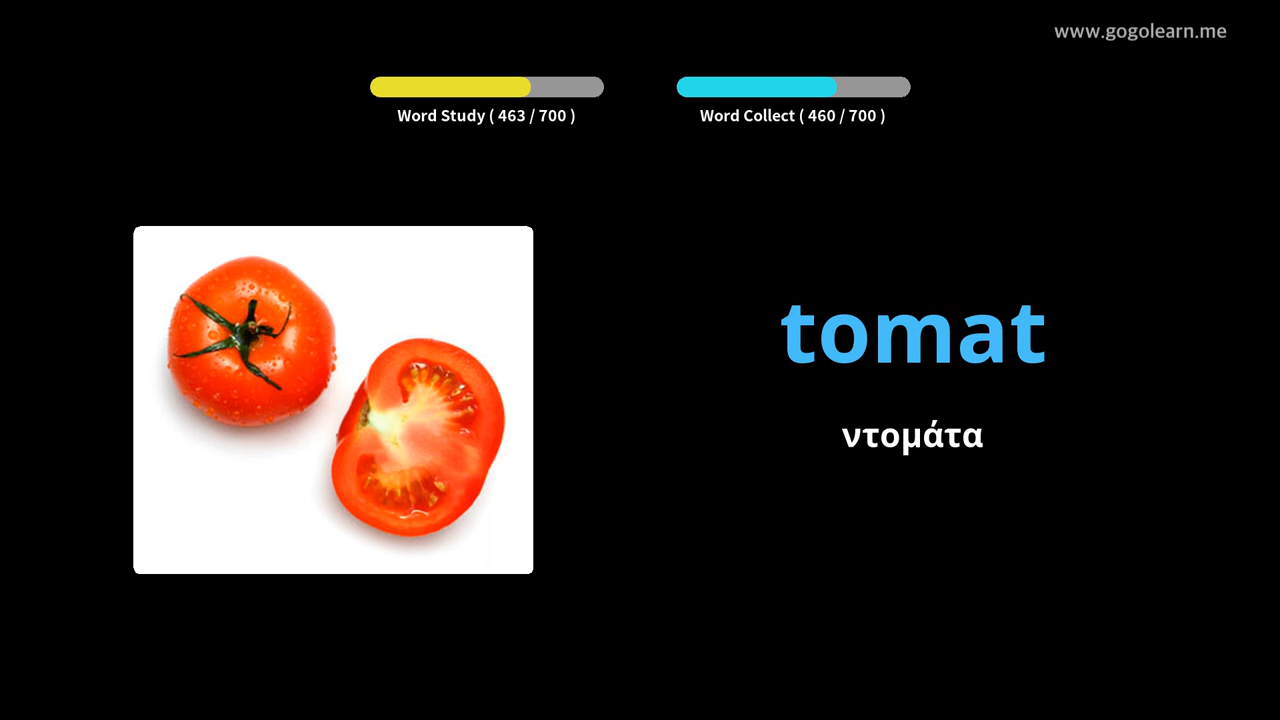 www.gogolearn.me
Word Study ( 463 / 700 )
Word Collect ( 460 / 700 )
tomat
ντομάτα